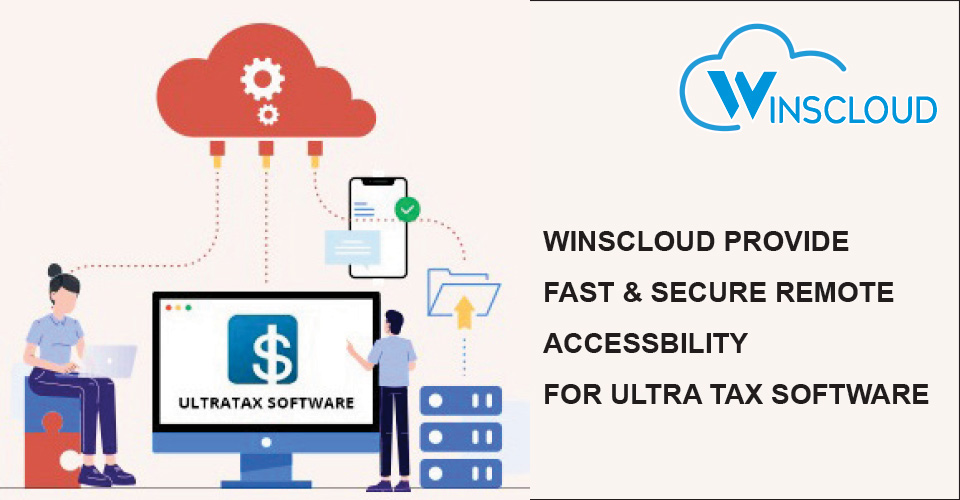 WINSCLOUD
ULTRATAX SOFTWARE
WINSCLOUD PROVIDE
FAST & SECURE REMOTE
ACCESSBILITY
FOR ULTRA TAX SOFTWARE